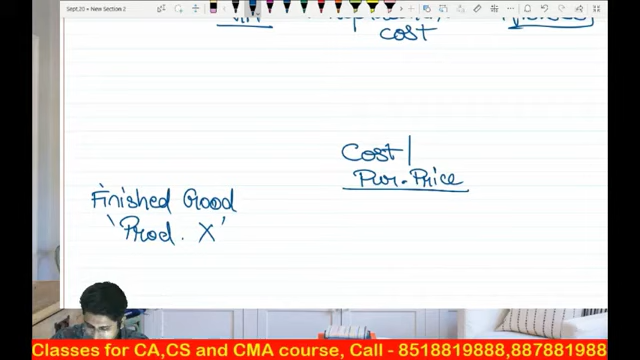 Sept.20 » New Section 2
cost
Cost|
Pur. Price
Finished Good
'Prod. X'
Classes for CA,CS and CMA course, Call - 8518819888,887881988